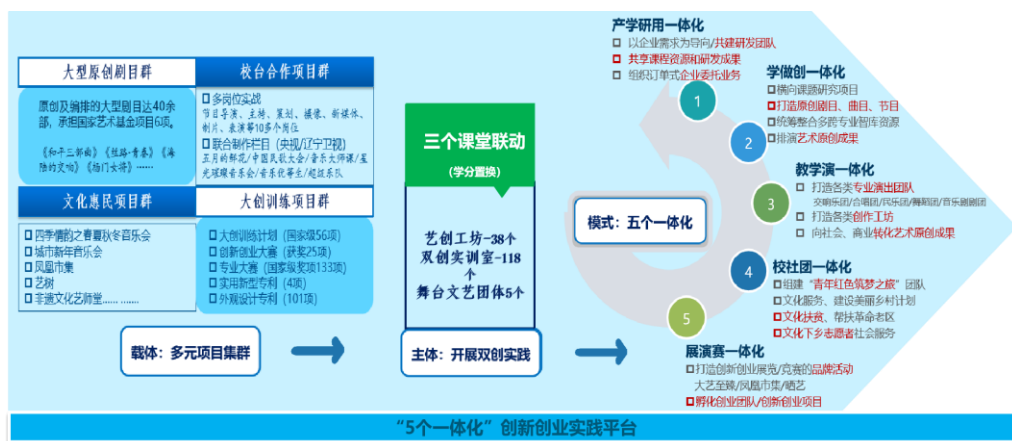 大型原创剧目群
原创及编排的大型剧目达40余
部，承担国家艺术基金项目6项。
《和平三部曲》《丝路·青春》《海
陆的交响》《杨门女将》……
校台合作项目群
□多岗位实战
节目导演、主持、策划、摄像、新媒体、
制片、表演等10多个岗位
□联合制作栏目（央视/辽宁卫视）
五月的鲜花/中国民歌大会/音乐大师课/星
光璀璨音乐会/音乐优等生/超级乐队
文化惠民项目群
□四季情韵之春夏秋冬音乐会
□城市新年音乐会
□凤凰市集
□艺树
□非遗文化艺师堂…… ……
大创训练项目群
□大创训练计划（国家级56项）
□创新创业大赛（获奖25项）
□专业大赛（国家级奖项133项）
□实用新型专利（4项）
□外观设计专利（101项）
载体：多元项目集群
三个课堂联动
（学分置换）
艺创工坊-38个
双创实训室-118
个
舞台文艺团体5个
主体：开展双创实践
模式：五个一体化
产学研用一体化
□ 以企业需求为导向/共建研发团队
□ 共享课程资源和研发成果
□ 组织订单式企业委托业务
1
学做创一体化
□横向课题研究项目
□打造原创剧目、曲目、节目
□统筹整合多跨专业智库资源
□排演艺术原创成果
2
教学演一体化
□ 打造各类专业演出团队
交响乐团/合唱团/民乐团/舞蹈团/音乐剧剧团
□ 打造各类创作工坊
□ 向社会、商业转化艺术原创成果
3
校社团一体化
□组建“青年红色筑梦之旅”团队
□文化服务、建设美丽乡村计划
□文化扶贫、帮扶革命老区
□文化下乡志愿者社会服务
4
5
展演赛一体化
□打造创新创业展览/竞赛的品牌活动
大艺至臻/凤凰市集/晒艺
□孵化创业团队/创新创业项目
“5个一体化”创新创业实践平台